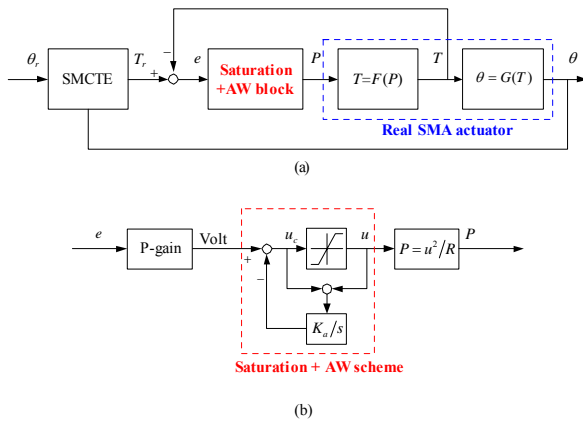 θr
SMCTE
Tr
−
+
e
Saturation
+AW block
P
T=F(P)
T
θ = G(T)
θ
Real SMA actuator
(a)
e
P-gain
Volt
+
−
uc
u
P = u²/R
P
Ka/s
Saturation + AW scheme
(b)